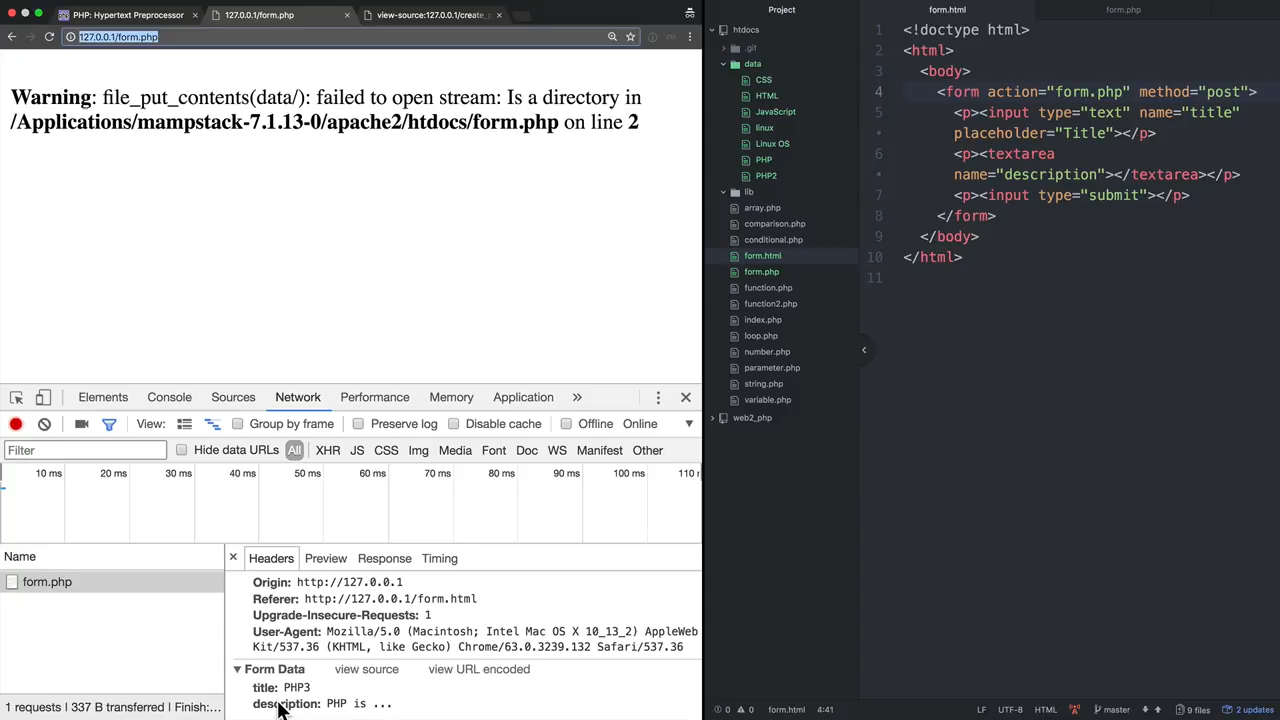 PHP: Hypertext Preprocessor
127.0.0.1/form.php
view-source:127.0.0.1/create_p
127.0.0.1/form.php
Warning: file_put_contents(data/): failed to open stream: Is a directory in
/Applications/mampstack-7.1.13-0/apache2/htdocs/form.php on line 2
Elements Console Sources Network Performance Memory Application
View: Group by frame Preserve log Disable cache Offline Online
Filter Hide data URLs All XHR JS CSS Img Media Font Doc WS Manifest Other
10 ms 20 ms 30 ms 40 ms 50 ms 60 ms 70 ms 80 ms 90 ms 100 ms 110 r
Name
form.php
1 requests | 337 B transferred | Finish:...
Headers Preview Response Timing
Origin: http://127.0.0.1
Referer: http://127.0.0.1/form.html
Upgrade-Insecure-Requests: 1
User-Agent: Mozilla/5.0 (Macintosh; Intel Mac OS X 10_13_2) AppleWeb
Kit/537.36 (KHTML, like Gecko) Chrome/63.0.3239.132 Safari/537.36
Form Data view source view URL encoded
title: PHP3
description: PHP is ...
Project
htdocs
.git
data
CSS
HTML
JavaScript
linux
Linux OS
PHP
PHP2
lib
array.php
comparison.php
conditional.php
form.html
form.php
function.php
function2.php
index.php
loop.php
number.php
parameter.php
string.php
variable.php
web2_php
form.html form.php
1 <!doctype html>
2 <html>
3 <body>
4 <form action="form.php" method="post">
5 <p><input type="text" name="title"
• placeholder="Title"></p>
6 <p><textarea
• name="description"></textarea></p>
7 <p><input type="submit"></p>
8 </form>
9 </body>
10 </html>
11
0 0 form.html 4:41 LF UTF-8 HTML master 9 files 2 updates